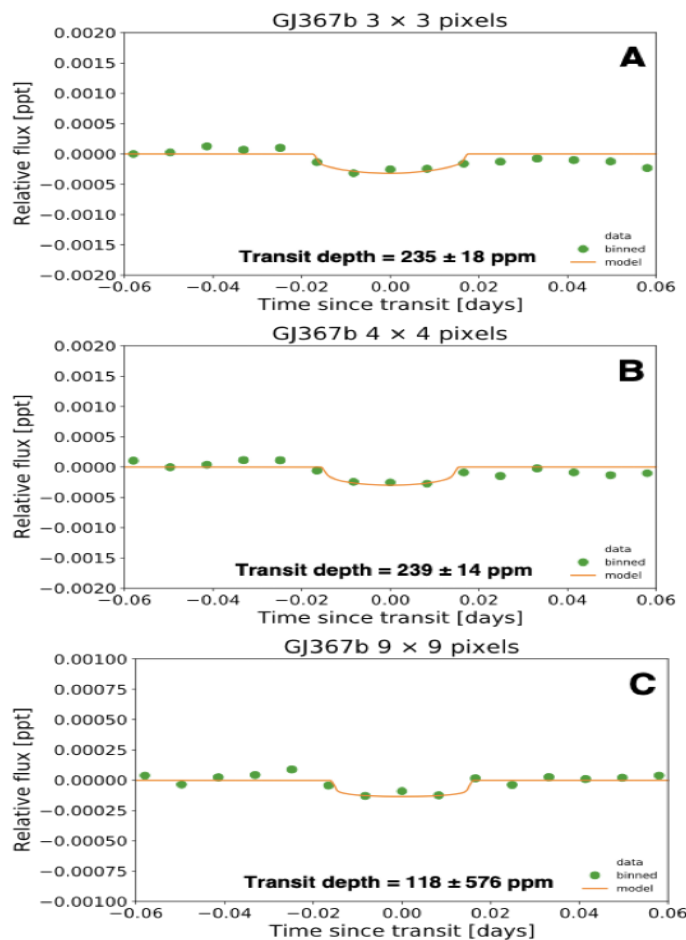 GJ367b 3 × 3 pixels
A
0.0020
0.0015
0.0010
0.0005
0.0000
−0.0005
−0.0010
−0.0015
−0.0020
Relative flux [ppt]
data
binned
model
Transit depth = 235 ± 18 ppm
−0.06 −0.04 −0.02 0.00 0.02 0.04 0.06
Time since transit [days]
GJ367b 4 × 4 pixels
B
0.0020
0.0015
0.0010
0.0005
0.0000
−0.0005
−0.0010
−0.0015
−0.0020
Relative flux [ppt]
data
binned
model
Transit depth = 239 ± 14 ppm
−0.06 −0.04 −0.02 0.00 0.02 0.04 0.06
Time since transit [days]
GJ367b 9 × 9 pixels
C
0.00100
0.00075
0.00050
0.00025
0.00000
−0.00025
−0.00050
−0.00075
−0.00100
Relative flux [ppt]
data
binned
model
Transit depth = 118 ± 576 ppm
−0.06 −0.04 −0.02 0.00 0.02 0.04 0.06
Time since transit [days]